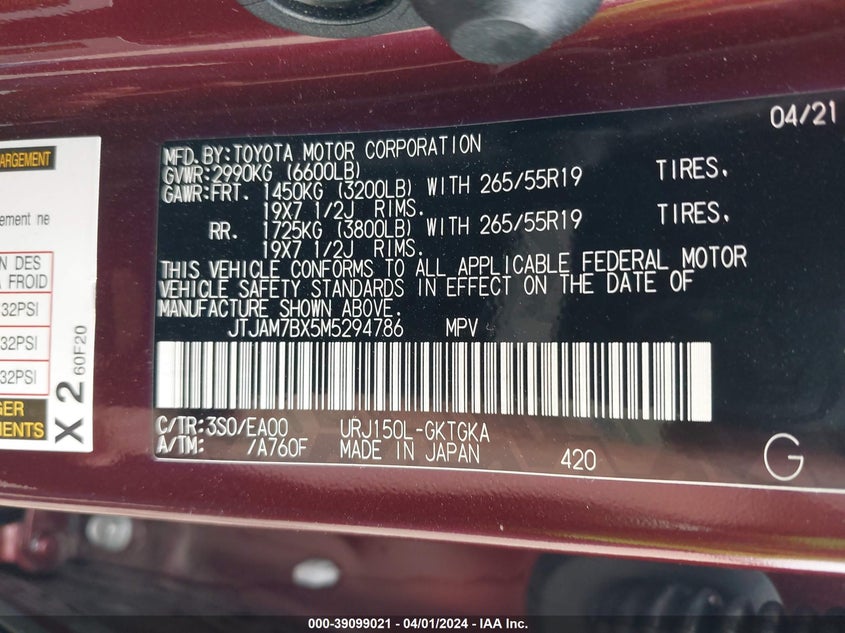 ARGEMENT
ement ne
N DES
A FROID
32PSI
32PSI
32PSI
GER
EMENTS
X 2
60F20
04/21
MFD. BY:TOYOTA MOTOR CORPORATION
GVWR:2990KG (6600LB)
GAWR:FRT. 1450KG (3200LB) WITH 265/55R19 TIRES.
19X7 1/2J RIMS.
RR. 1725KG (3800LB) WITH 265/55R19 TIRES.
19X7 1/2J RIMS.
THIS VEHICLE CONFORMS TO ALL APPLICABLE FEDERAL MOTOR
VEHICLE SAFETY STANDARDS IN EFFECT ON THE DATE OF
MANUFACTURE SHOWN ABOVE.
JTJAM7BX5M5294786 MPV
C/TR:3S0/EA00 URJ150L-GKTGKA
A/TM: /A760F MADE IN JAPAN 420
G
000-39099021 - 04/01/2024 - IAA Inc.